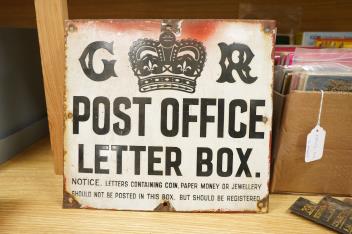 G R
POST OFFICE
LETTER BOX.
NOTICE. LETTERS CONTAINING COIN, PAPER MONEY OR JEWELLERY
SHOULD NOT BE POSTED IN THIS BOX, BUT SHOULD BE REGISTERED